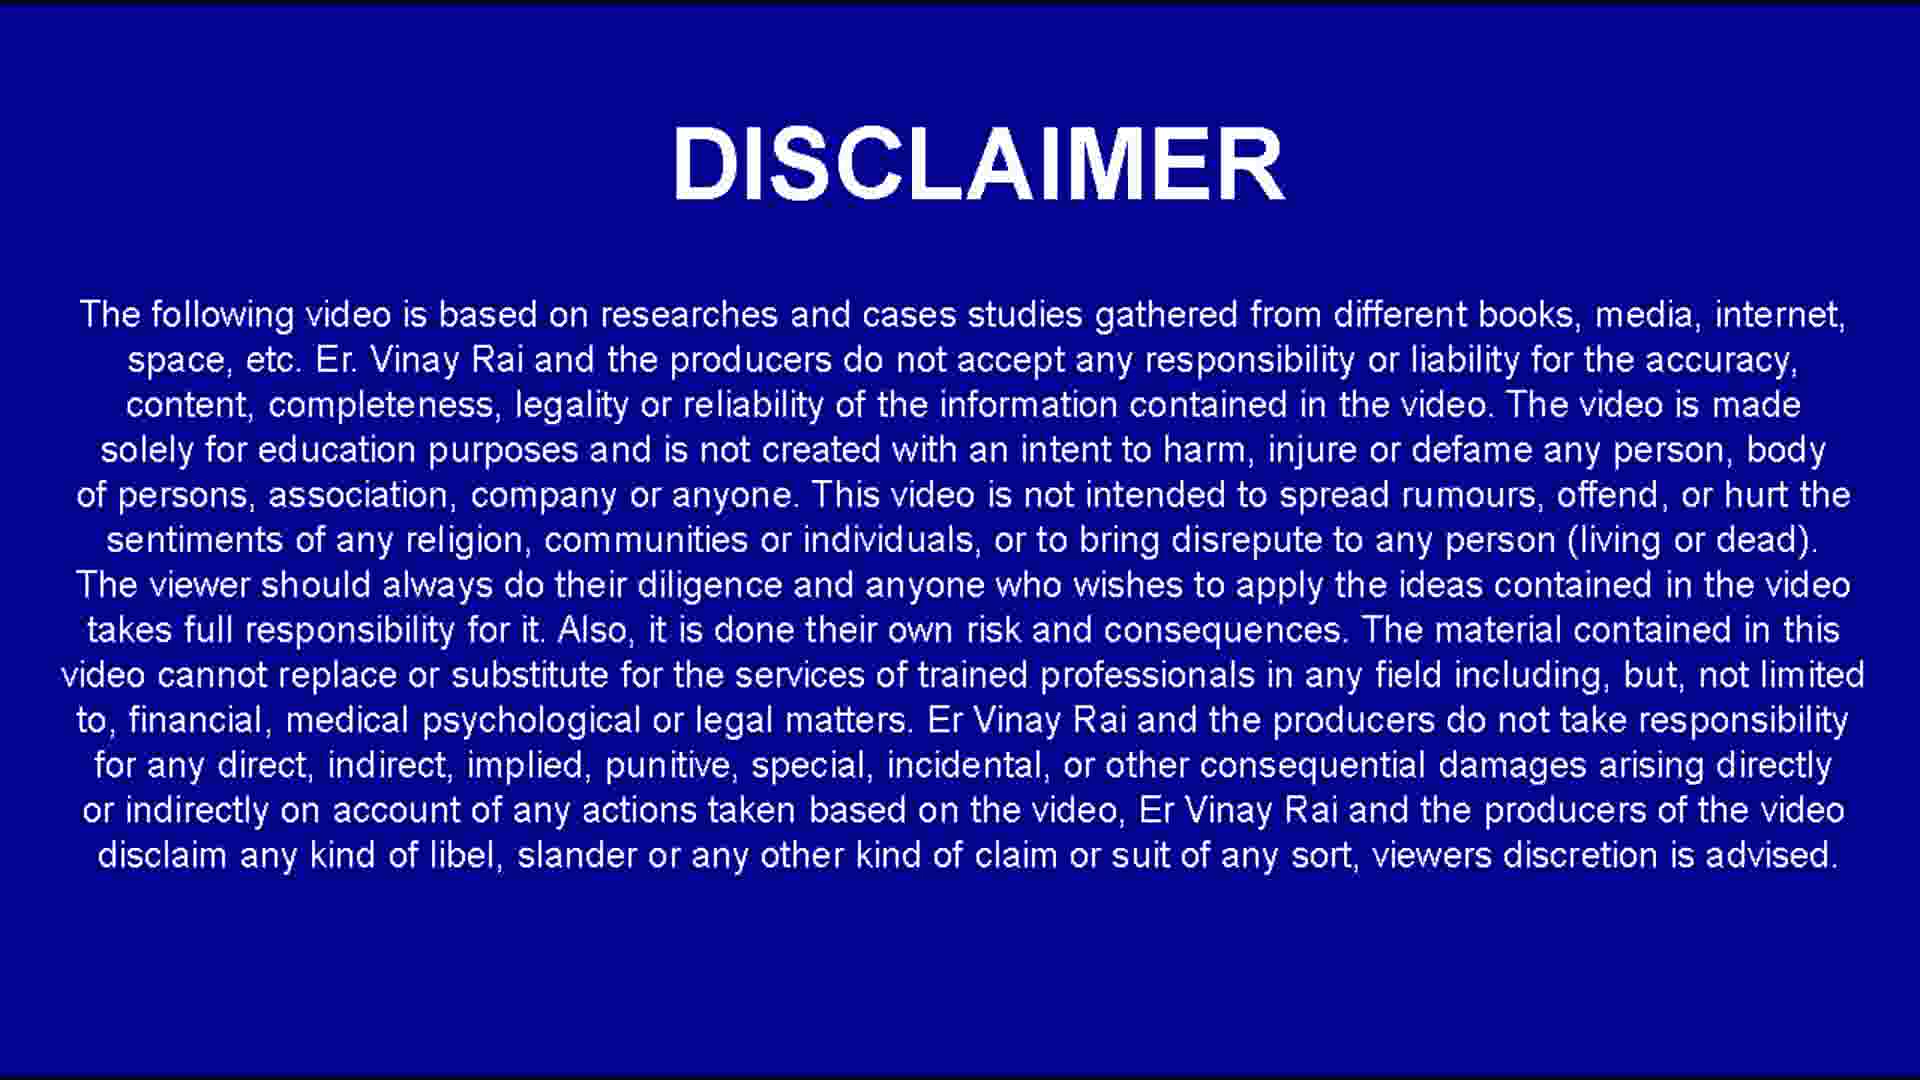 DISCLAIMER
The following video is based on researches and cases studies gathered from different books, media, internet,
space, etc. Er. Vinay Rai and the producers do not accept any responsibility or liability for the accuracy,
content, completeness, legality or reliability of the information contained in the video. The video is made
solely for education purposes and is not created with an intent to harm, injure or defame any person, body
of persons, association, company or anyone. This video is not intended to spread rumours, offend, or hurt the
sentiments of any religion, communities or individuals, or to bring disrepute to any person (living or dead).
The viewer should always do their diligence and anyone who wishes to apply the ideas contained in the video
takes full responsibility for it. Also, it is done their own risk and consequences. The material contained in this
video cannot replace or substitute for the services of trained professionals in any field including, but, not limited
to, financial, medical psychological or legal matters. Er Vinay Rai and the producers do not take responsibility
for any direct, indirect, implied, punitive, special, incidental, or other consequential damages arising directly
or indirectly on account of any actions taken based on the video, Er Vinay Rai and the producers of the video
disclaim any kind of libel, slander or any other kind of claim or suit of any sort, viewers discretion is advised.